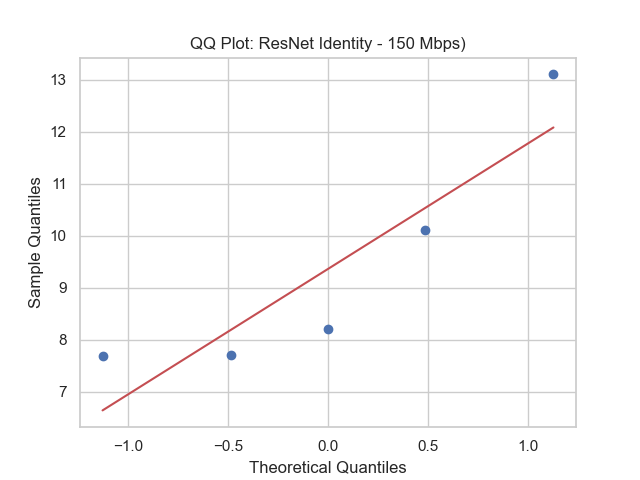 QQ Plot: ResNet Identity - 150 Mbps)
13
12
11
10
9
8
7
Sample Quantiles
−1.0 −0.5 0.0 0.5 1.0
Theoretical Quantiles